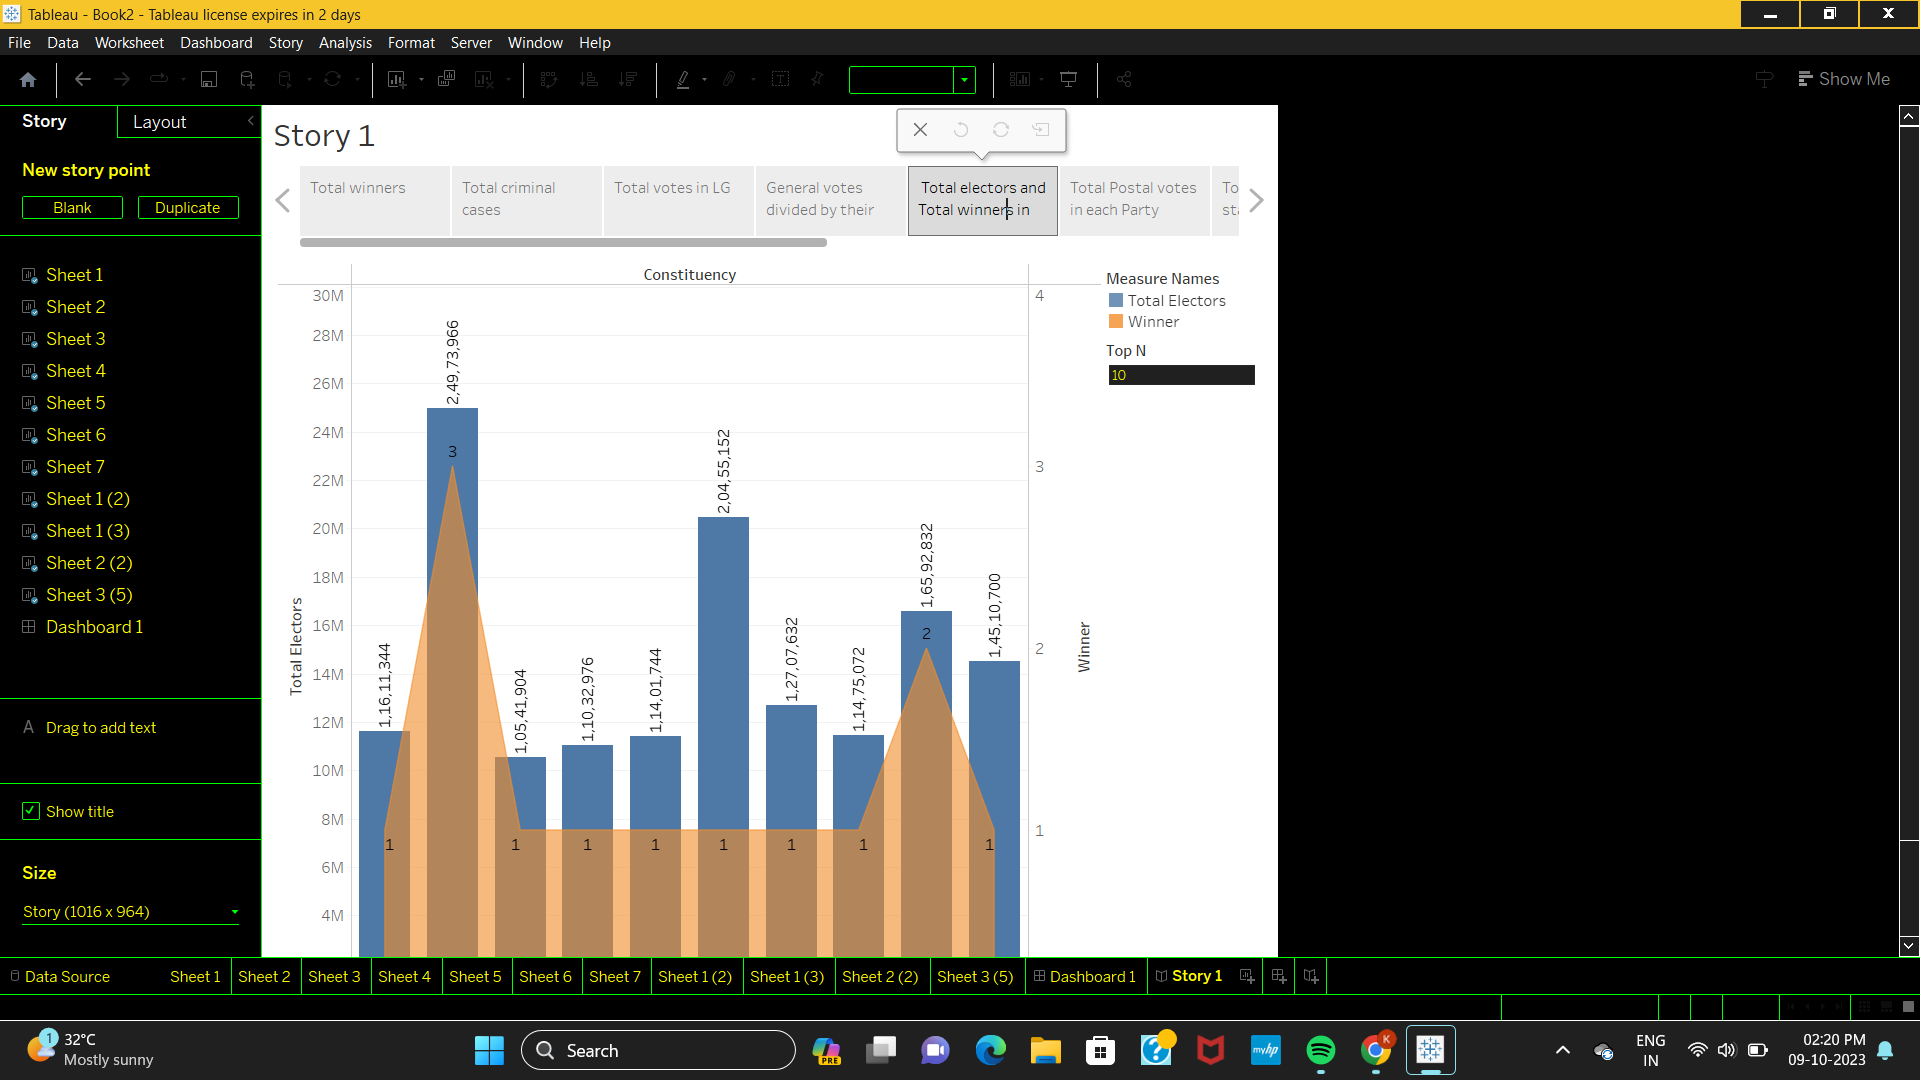 Tableau - Book2 - Tableau license expires in 2 days
File Data Worksheet Dashboard Story Analysis Format Server Window Help
Show Me
Story Layout
New story point
Blank Duplicate
Sheet 1
Sheet 2
Sheet 3
Sheet 4
Sheet 5
Sheet 6
Sheet 7
Sheet 1 (2)
Sheet 1 (3)
Sheet 2 (2)
Sheet 3 (5)
Dashboard 1
A Drag to add text
Show title
Size
Story (1016 x 964)
Story 1
Total winners
Total criminal
cases
Total votes in LG
General votes
divided by their
Total electors and
Total winners in
Total Postal votes
in each Party
To
Constituency
Total Electors
30M
28M
26M
24M
22M
20M
18M
16M
14M
12M
10M
8M
6M
4M
1,16,11,344
2,49,73,966
1,05,41,904
1,10,32,976
1,14,01,744
2,04,55,152
1,27,07,632
1,14,75,072
1,65,92,832
1,45,10,700
1
3
1
1
1
1
1
1
2
1
4
3
2
1
Winner
Measure Names
Total Electors
Winner
Top N
10
Data Source Sheet 1 Sheet 2 Sheet 3 Sheet 4 Sheet 5 Sheet 6 Sheet 7 Sheet 1 (2) Sheet 1 (3) Sheet 2 (2) Sheet 3 (5) Dashboard 1 Story 1
1
32°C
Mostly sunny
Search
PRE
myhp
K
ENG
IN
02:20 PM
09-10-2023